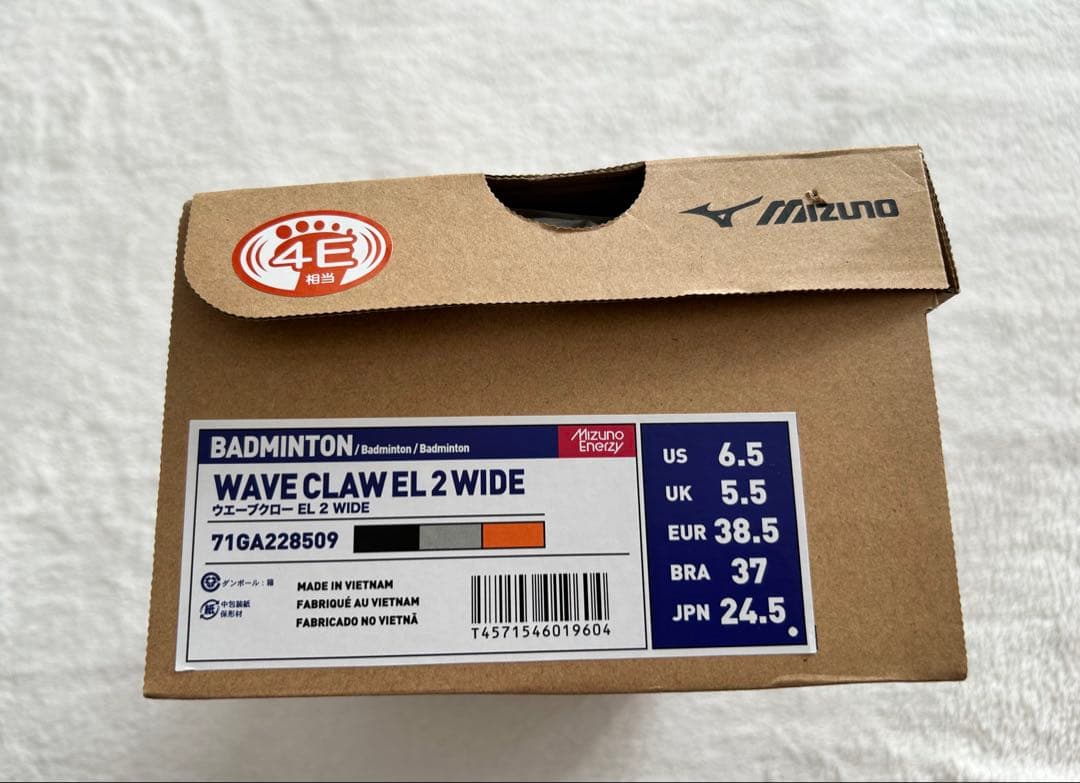 4E
相当
Mizuno
BADMINTON / Badminton / Badminton
Mizuno
Enerzy
WAVE CLAW EL 2 WIDE
ウエーブクロー EL 2 WIDE
71GA228509
ダンボール:箱
紙
中包装紙
保形材
MADE IN VIETNAM
FABRIQUÉ AU VIETNAM
FABRICADO NO VIETNÃ
T4571546019604
US 6.5
UK 5.5
EUR 38.5
BRA 37
JPN 24.5